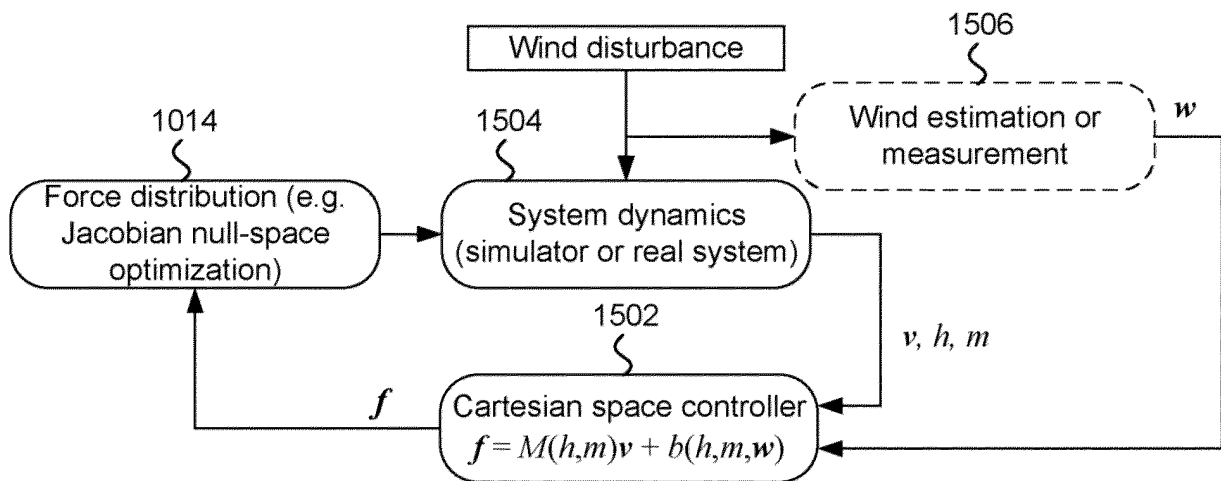 Wind disturbance
1506
1014
1504
Wind estimation or
measurement
w
Force distribution (e.g.
Jacobian null-space
optimization)
System dynamics
(simulator or real system)
1502
v, h, m
f
Cartesian space controller
f = M(h,m)v + b(h,m,w)